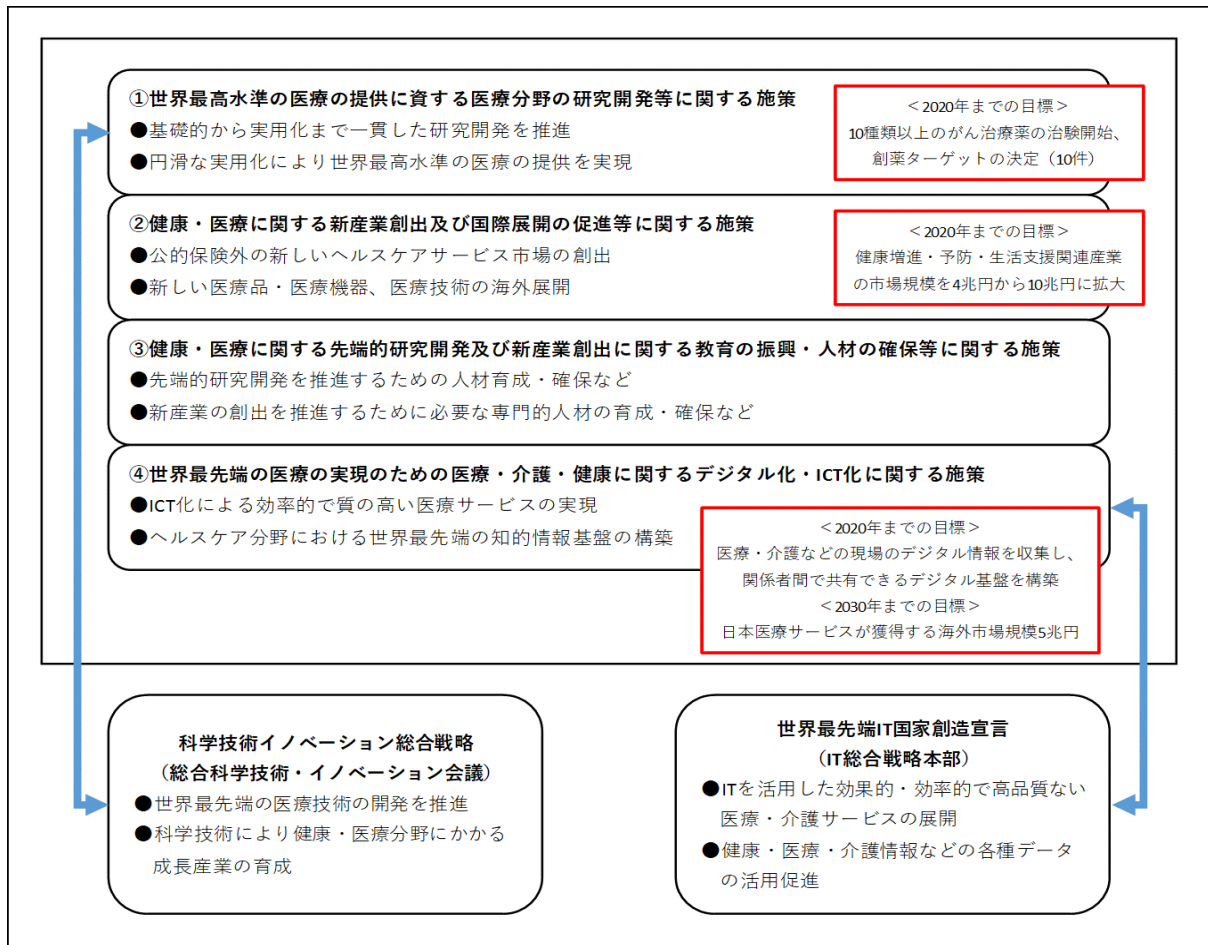 ①世界最高水準の医療の提供に資する医療分野の研究開発等に関する施策
●基礎的から実用化まで一貫した研究開発を推進
●円滑な実用化により世界最高水準の医療の提供を実現
＜2020年までの目標＞
10種類以上のがん治療薬の治験開始、
創薬ターゲットの決定（10件）
②健康・医療に関する新産業創出及び国際展開の促進等に関する施策
●公的保険外の新しいヘルスケアサービス市場の創出
●新しい医療品・医療機器、医療技術の海外展開
＜2020年までの目標＞
健康増進・予防・生活支援関連産業
の市場規模を4兆円から10兆円に拡大
③健康・医療に関する先端的研究開発及び新産業創出に関する教育の振興・人材の確保等に関する施策
●先端的研究開発を推進するための人材育成・確保など
●新産業の創出を推進するために必要な専門的人材の育成・確保など
④世界最先端の医療の実現のための医療・介護・健康に関するデジタル化・ICT化に関する施策
●ICT化による効率的で質の高い医療サービスの実現
●ヘルスケア分野における世界最先端の知的情報基盤の構築
＜2020年までの目標＞
医療・介護などの現場のデジタル情報を収集し、
関係者間で共有できるデジタル基盤を構築
＜2030年までの目標＞
日本医療サービスが獲得する海外市場規模5兆円
科学技術イノベーション総合戦略
（総合科学技術・イノベーション会議）
●世界最先端の医療技術の開発を推進
●科学技術により健康・医療分野にかかる
成長産業の育成
世界最先端IT国家創造宣言
（IT総合戦略本部）
●ITを活用した効果的・効率的で高品質ない
医療・介護サービスの展開
●健康・医療・介護情報などの各種データ
の活用促進